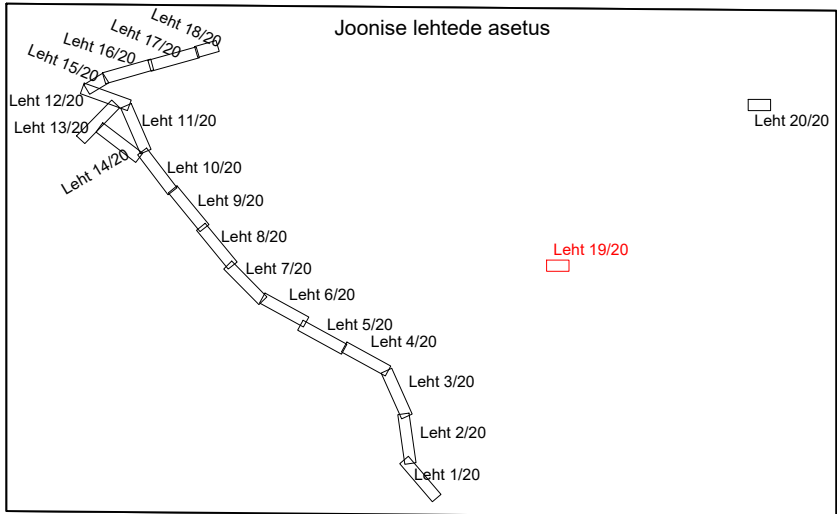 Joonise lehtede asetus
Leht 18/20
Leht 17/20
Leht 16/20
Leht 15/20
Leht 12/20
Leht 13/20
Leht 11/20
Leht 14/20
Leht 10/20
Leht 9/20
Leht 8/20
Leht 7/20
Leht 6/20
Leht 5/20
Leht 4/20
Leht 3/20
Leht 2/20
Leht 1/20
Leht 20/20
Leht 19/20